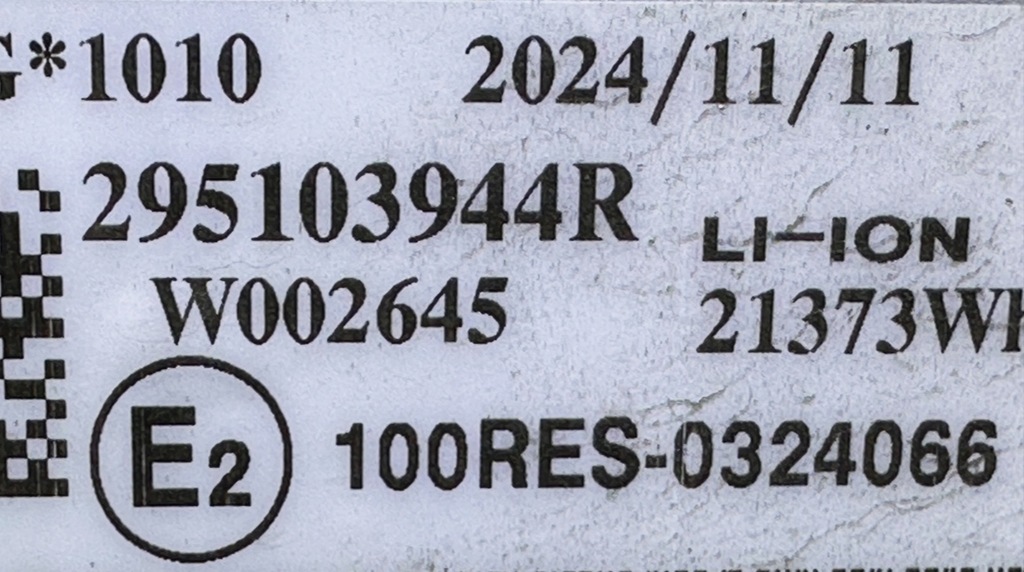 G*1010 2024/11/11
295103944R LI-ION
W002645 21373Wh
E2 100RES-0324066